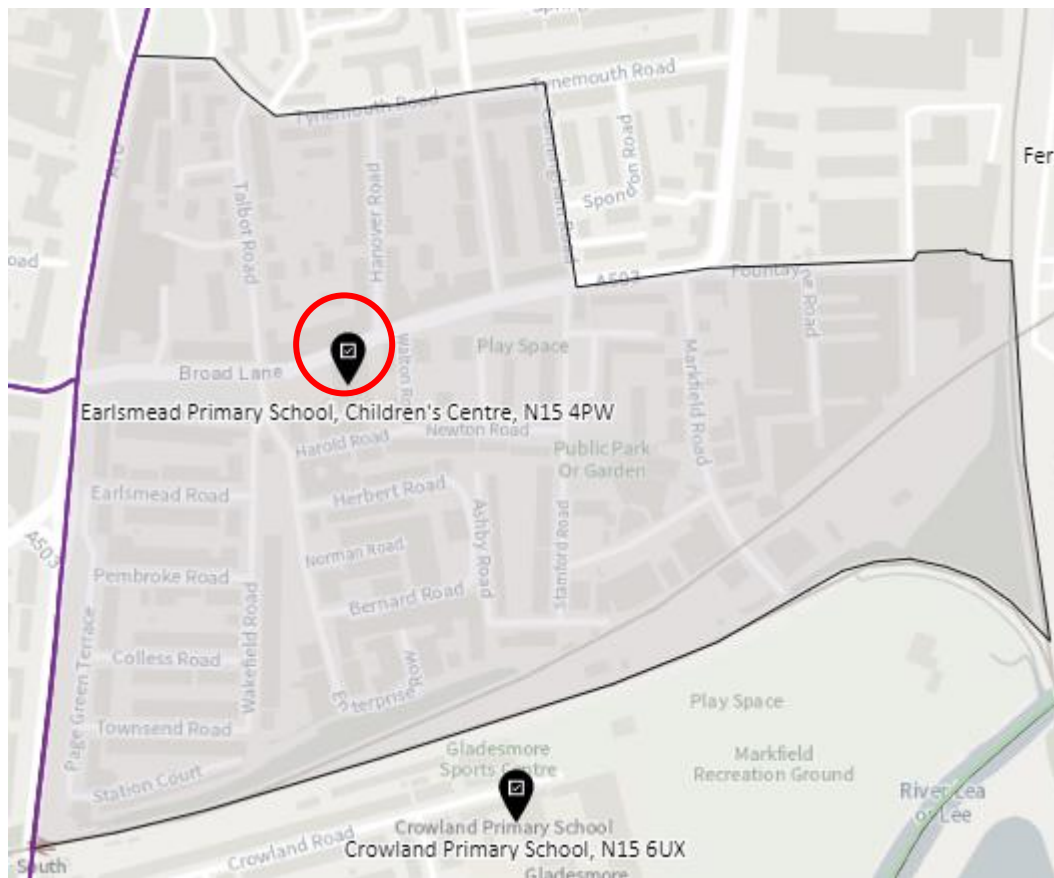 Tynemouth Road
Tynemouth Road
Talbot Road
Hanover Road
Spondon Road
Fer
oad
A503
Fountayne Road
Broad Lane
Walton Ro
Play Space
Markfield Road
Earlsmead Primary School, Children's Centre, N15 4PW
Harold Road
Newton Road
Public Park
Or Garden
Earlsmead Road
Herbert Road
Ashby Road
Stamford Road
A503
Norman Road
Pembroke Road
Bernard Road
Wakefield Road
Page Green Terrace
Colless Road
Enterprise Row
Townsend Road
Station Court
Play Space
Gladesmore
Sports Centre
Markfield
Recreation Ground
River Lea
or Lee
Crowland Primary School
Crowland Road
Crowland Primary School, N15 6UX
South
Gladesmore